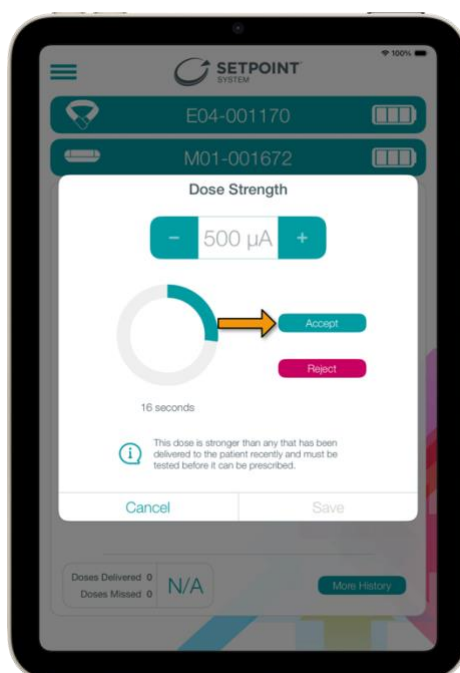 100%
SETPOINT
SYSTEM
E04-001170
M01-001672
Dose Strength
− 500 µA +
Accept
Reject
16 seconds
This dose is stronger than any that has been
delivered to the patient recently and must be
tested before it can be prescribed.
Cancel Save
Doses Delivered 0
Doses Missed 0
N/A
More History